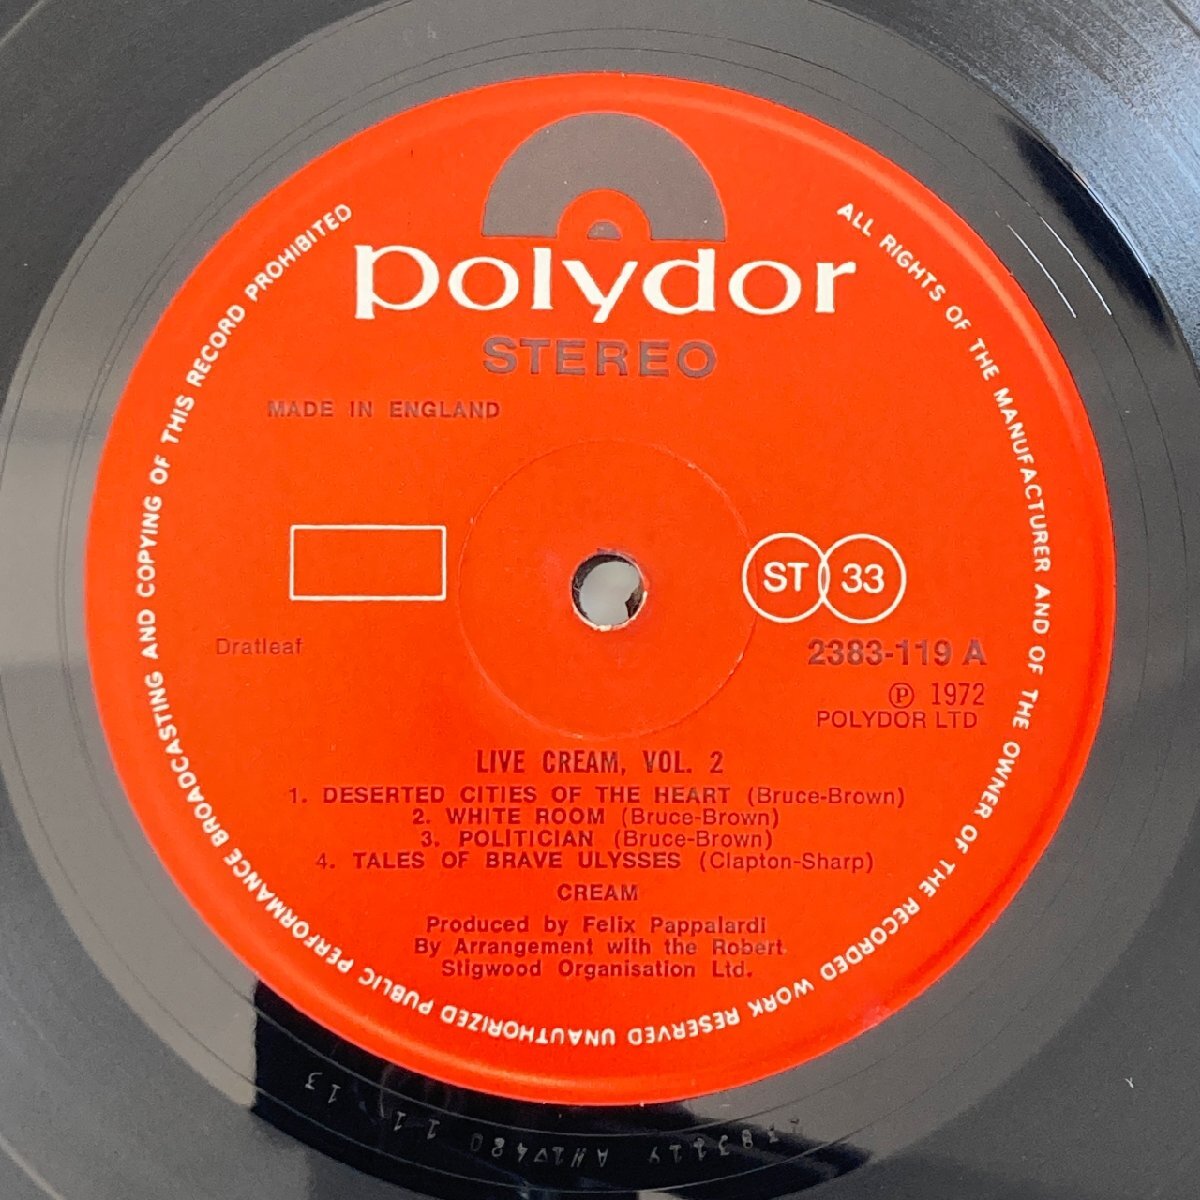 polydor
STEREO
MADE IN ENGLAND
ST 33
Dratleaf
2383-119 A
℗ 1972
POLYDOR LTD
LIVE CREAM, VOL. 2
1. DESERTED CITIES OF THE HEART (Bruce-Brown)
2. WHITE ROOM (Bruce-Brown)
3. POLITICIAN (Bruce-Brown)
4. TALES OF BRAVE ULYSSES (Clapton-Sharp)
CREAM
Produced by Felix Pappalardi
By Arrangement with the Robert
Stigwood Organisation Ltd.
ALL RIGHTS OF THE MANUFACTURER AND OF THE OWNER OF THE RECORDED WORK RESERVED UNAUTHORIZED PUBLIC PERFORMANCE BROADCASTING AND COPYING OF THIS RECORD PROHIBITED